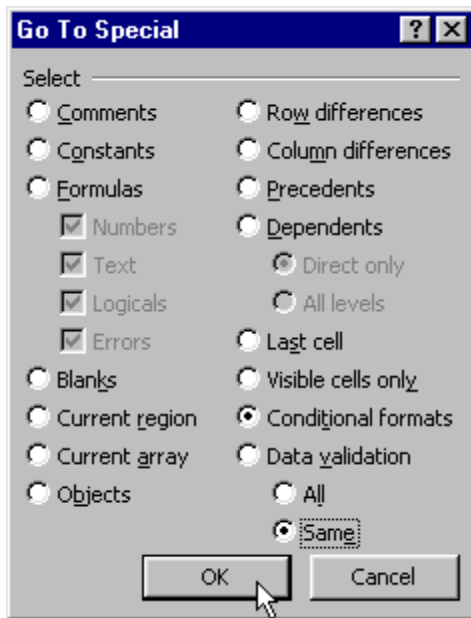 Go To Special
Select
Comments
Constants
Formulas
Numbers
Text
Logicals
Errors
Blanks
Current region
Current array
Objects
Row differences
Column differences
Precedents
Dependents
Direct only
All levels
Last cell
Visible cells only
Conditional formats
Data validation
All
Same
OK
Cancel